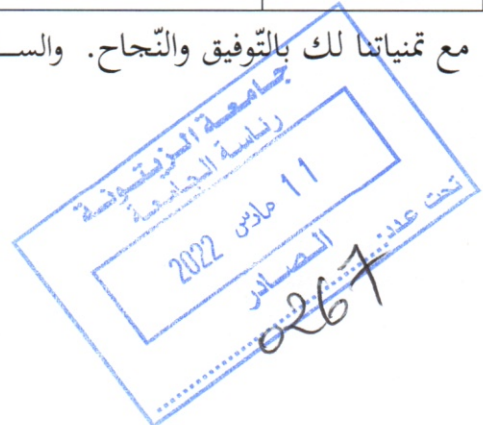 مع تمنياتنا لك بالتّوفيق والنّجاح. والسـ
جامعة الزيتونة
رئاسة الجامعة
11 مارس 2022
الصادر
تحت عدد:
0267